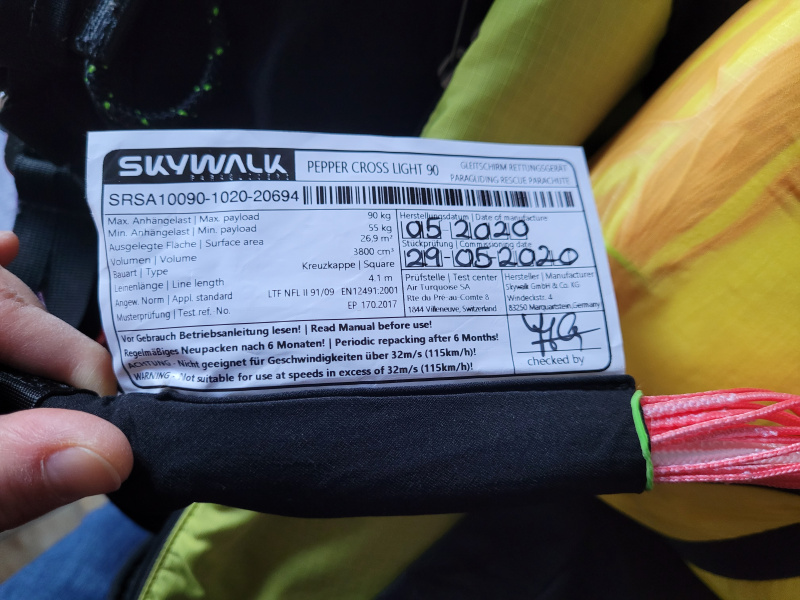 SKYWALK PEPPER CROSS LIGHT 90 GLEITSCHIRM RETTUNGSGERÄT
PARAGLIDERS PARAGLIDING RESCUE PARACHUTE
SRSA10090-1020-20694
Max. Anhängelast | Max. payload 90 kg
Min. Anhängelast | Min. payload 55 kg
Ausgelegte Fläche | Surface area 26,9 m²
Volumen | Volume 3800 cm³
Bauart | Type Kreuzkappe | Square
Leinenlänge | Line length 4.1 m
Angew. Norm | Appl. standard LTF NFL II 91/09 EN12491:2001
Musterprüfung | Test ref. No. EP 170.2017
Herstellungsdatum | Date of manufacture
05 2020
Stückprüfung | Commissioning date
29-05-2020
Prüfstelle | Test center
Air Turquoise SA
Rte du Pré-au-Comte 8
1844 Villeneuve, Switzerland
Hersteller | Manufacturer
Skywalk GmbH & Co. KG
Windeckstr. 4
83250 Marquartstein, Germany
Vor Gebrauch Betriebsanleitung lesen! | Read Manual before use!
Regelmäßiges Neupacken nach 6 Monaten! | Periodic repacking after 6 Months!
ACHTUNG - Nicht geeignet für Geschwindigkeiten über 32m/s (115km/h)!
WARNING - Not suitable for use at speeds in excess of 32m/s (115km/h)!
checked by